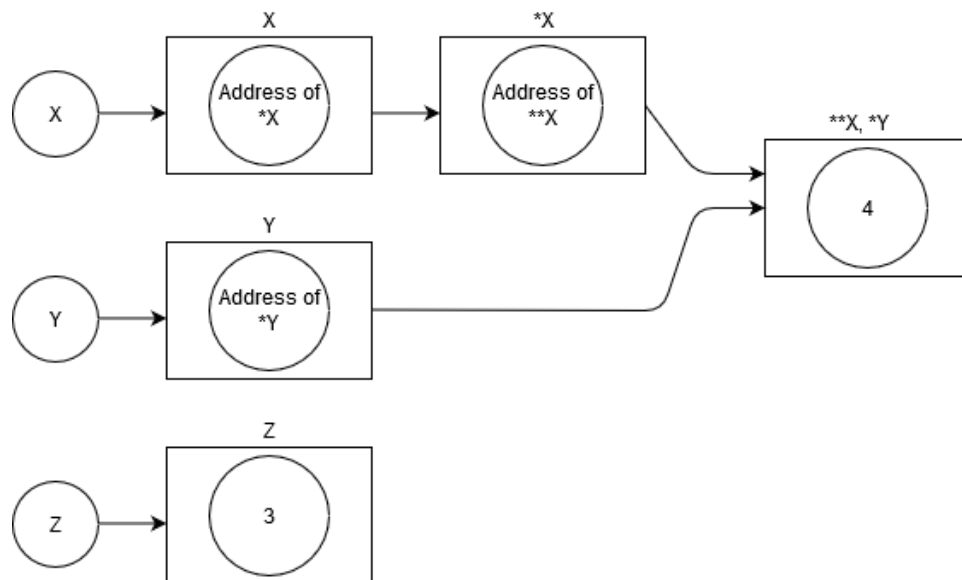 X
*X
X
Address of
*X
Address of
**X
**X, *Y
4
Y
Y
Address of
*Y
Z
Z
3